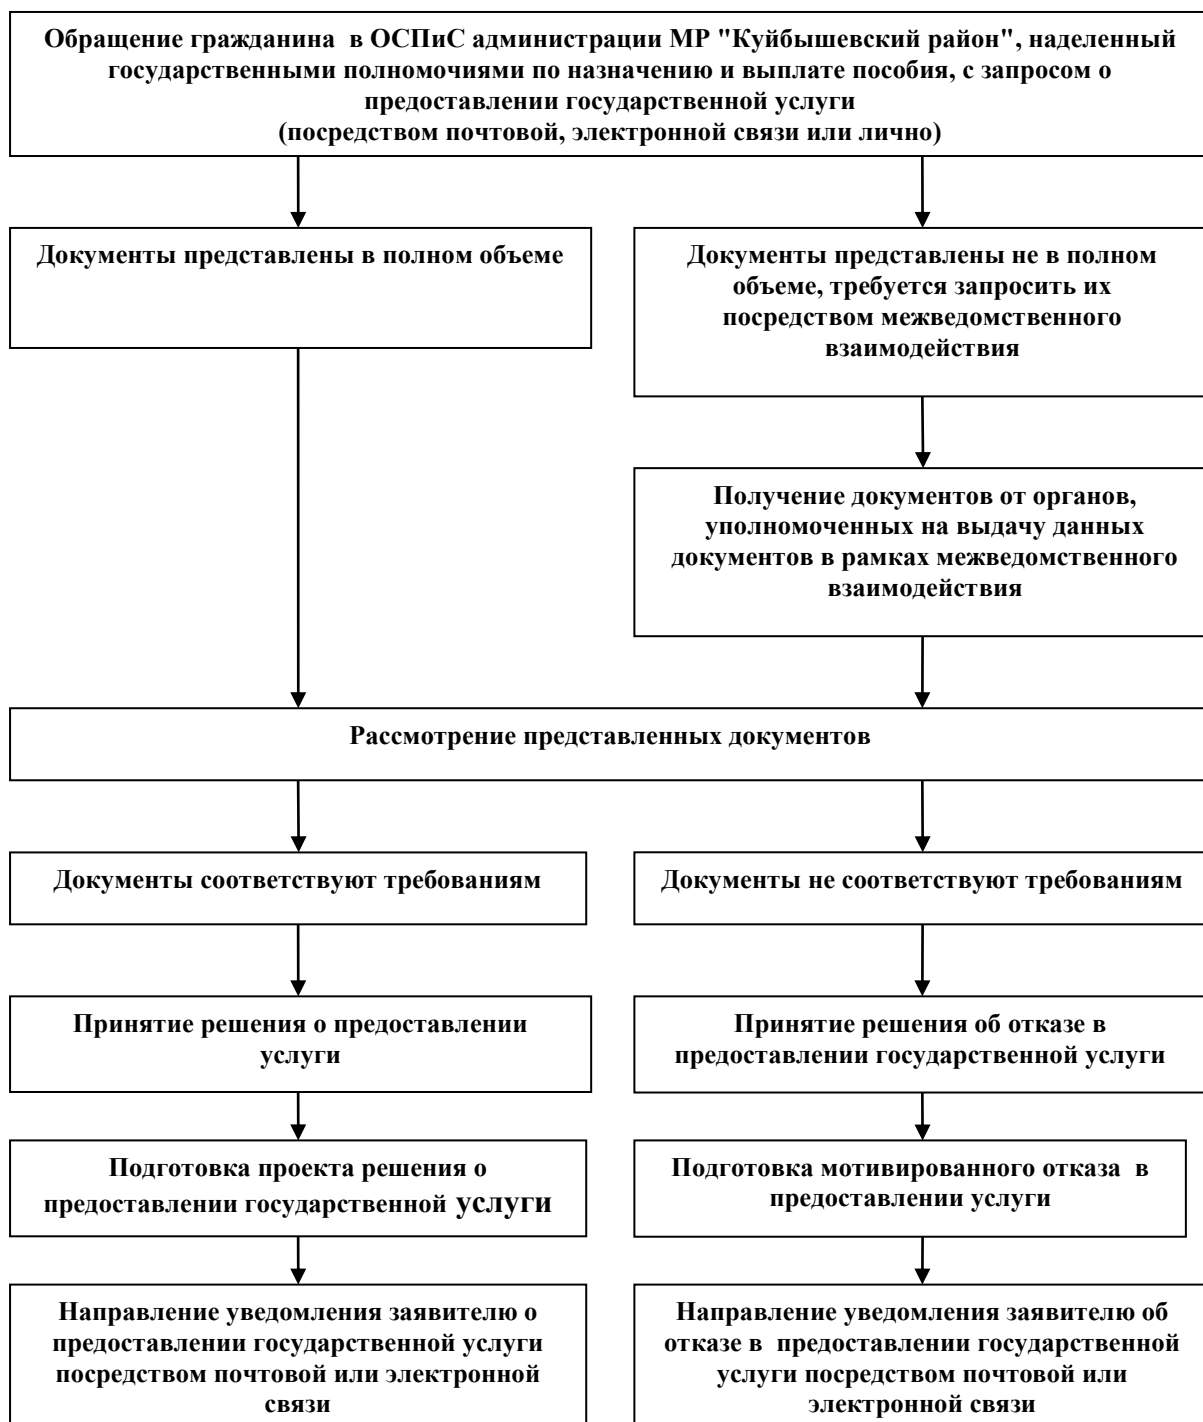 Обращение гражданина  в ОСПиС администрации МР "Куйбышевский район", наделенный
государственными полномочиями по назначению и выплате пособия, с запросом о
предоставлении государственной услуги
(посредством почтовой, электронной связи или лично)
Документы представлены в полном объеме
Документы представлены не в полном
объеме, требуется запросить их
посредством межведомственного
взаимодействия
Получение документов от органов,
уполномоченных на выдачу данных
документов в рамках межведомственного
взаимодействия
Рассмотрение представленных документов
Документы соответствуют требованиям
Документы не соответствуют требованиям
Принятие решения о предоставлении
услуги
Принятие решения об отказе в
предоставлении государственной услуги
Подготовка проекта решения о
предоставлении государственной услуги
Подготовка мотивированного отказа  в
предоставлении услуги
Направление уведомления заявителю о
предоставлении государственной услуги
посредством почтовой или электронной
связи
Направление уведомления заявителю об
отказе в  предоставлении государственной
услуги посредством почтовой или
электронной связи